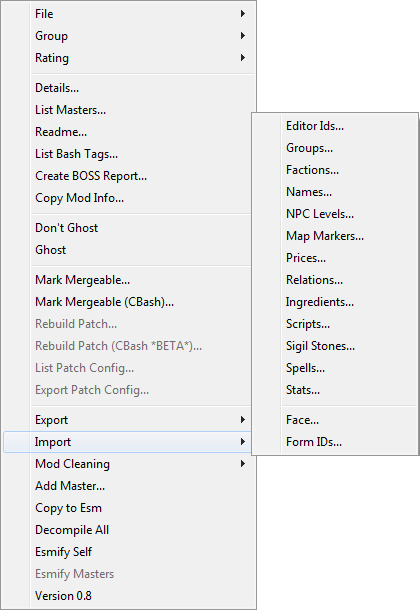 File
Group
Rating
Details...
List Masters...
Readme...
List Bash Tags...
Create BOSS Report...
Copy Mod Info...
Don't Ghost
Ghost
Mark Mergeable...
Mark Mergeable (CBash)...
Rebuild Patch...
Rebuild Patch (CBash *BETA*)...
List Patch Config...
Export Patch Config...
Export
Import
Mod Cleaning
Add Master...
Copy to Esm
Decompile All
Esmify Self
Esmify Masters
Version 0.8
Editor Ids...
Groups...
Factions...
Names...
NPC Levels...
Map Markers...
Prices...
Relations...
Ingredients...
Scripts...
Sigil Stones...
Spells...
Stats...
Face...
Form IDs...